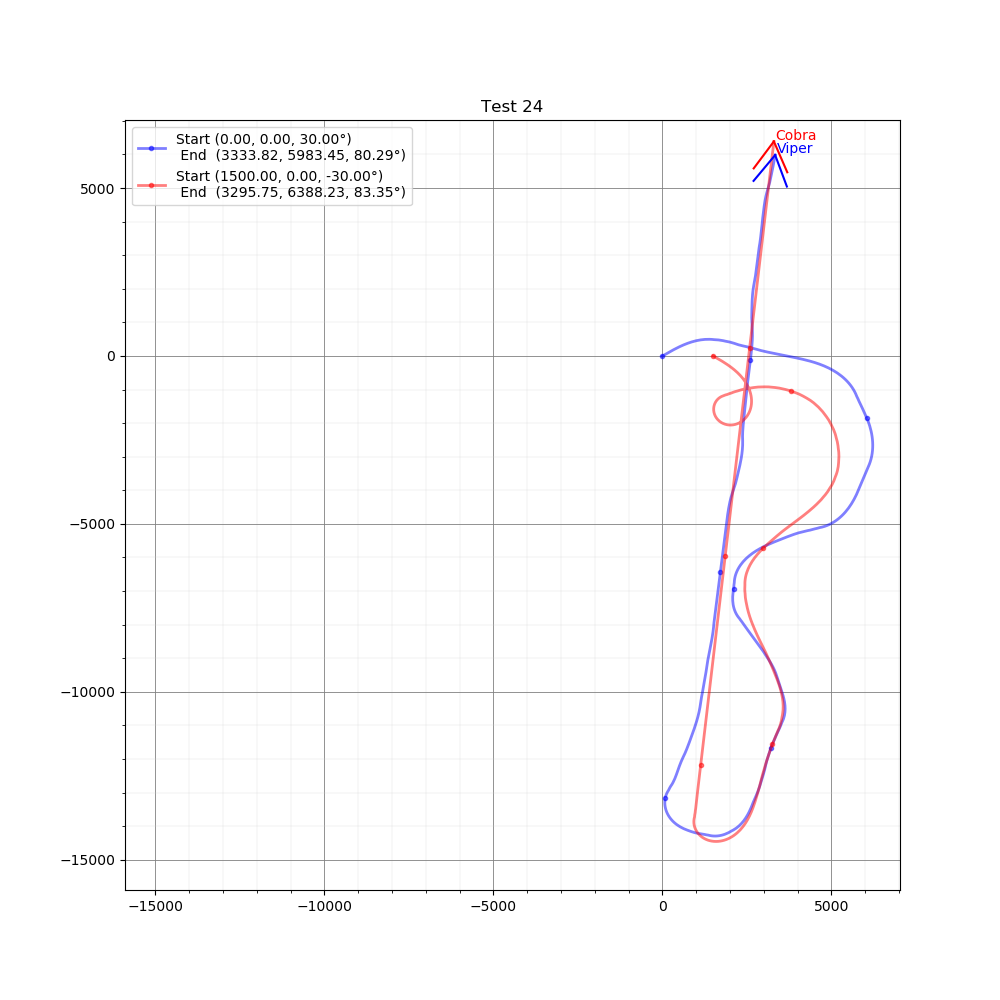 Test 24
Start (0.00, 0.00, 30.00°)
End  (3333.82, 5983.45, 80.29°)
Start (1500.00, 0.00, -30.00°)
End  (3295.75, 6388.23, 83.35°)
Cobra
Viper
5000
0
−5000
−10000
−15000
−15000
−10000
−5000
0
5000